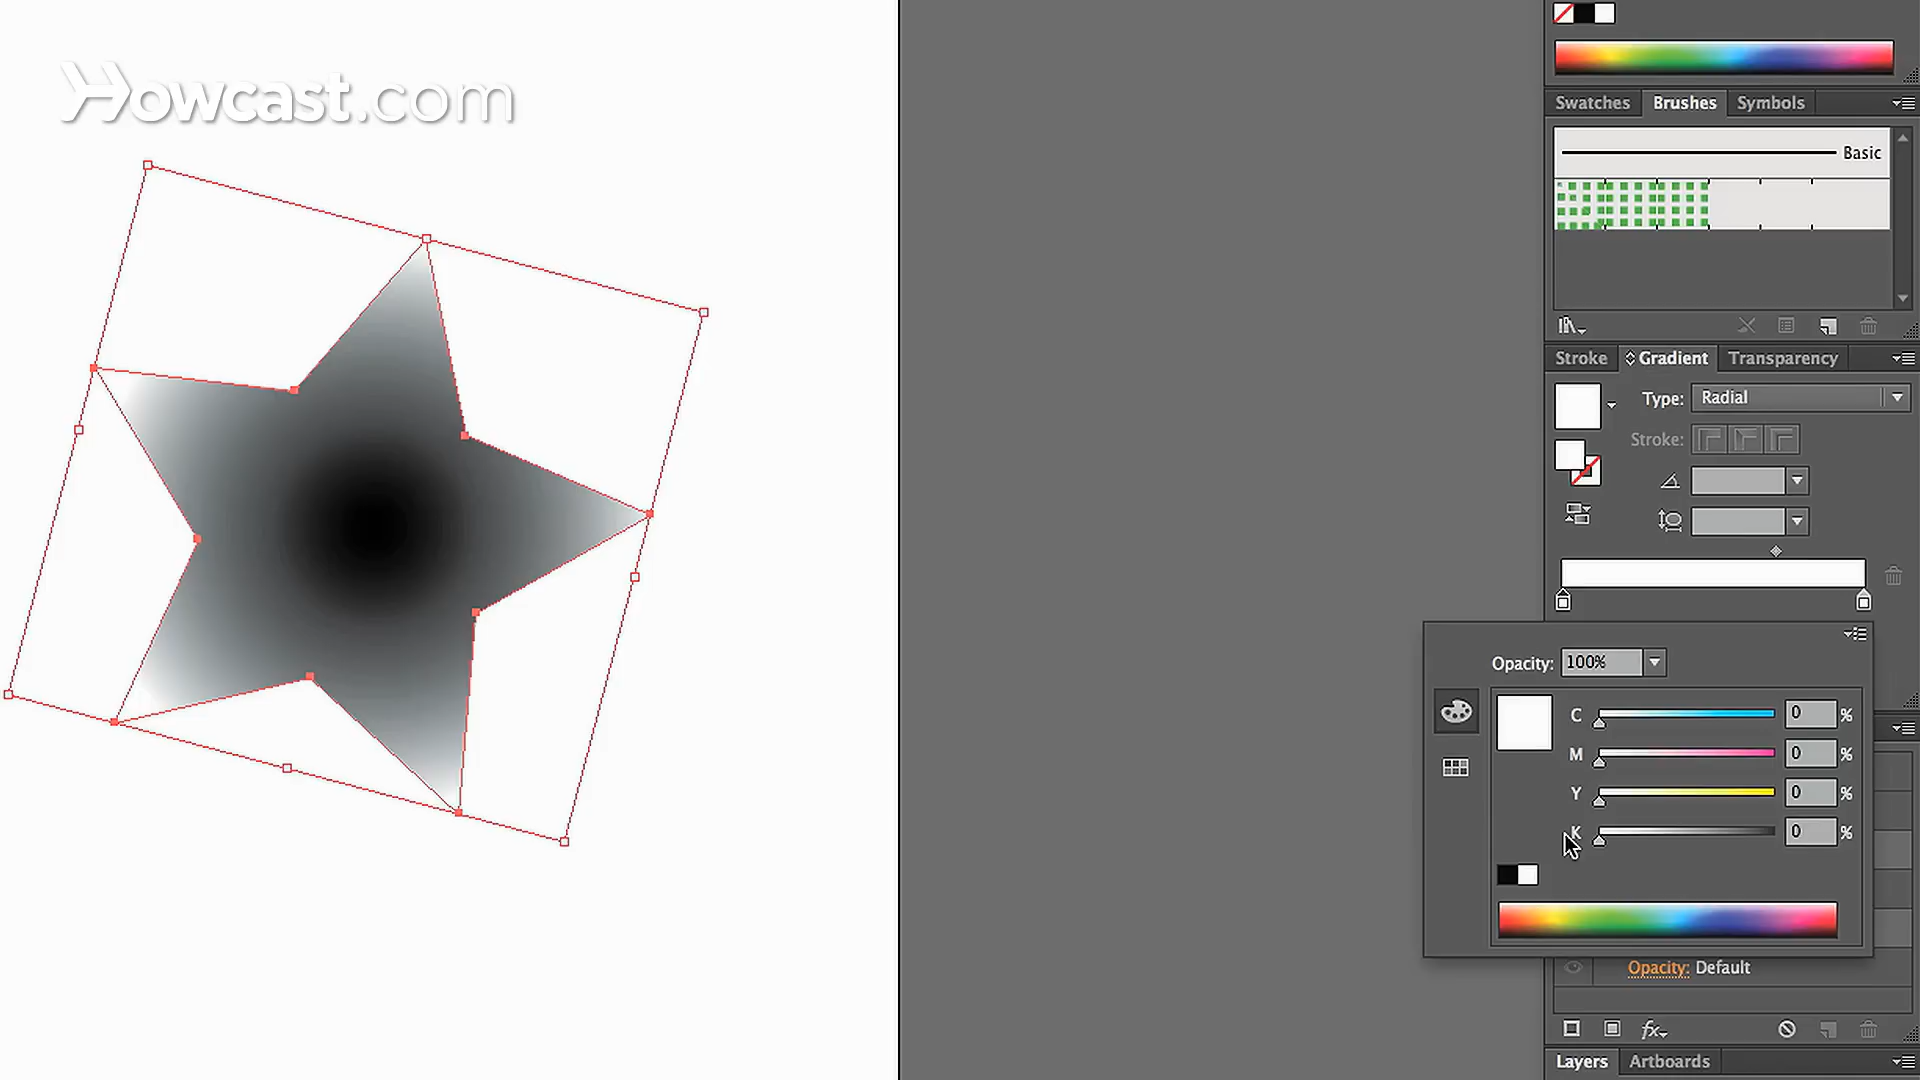 Howcast.com
Swatches Brushes Symbols
Basic
Stroke Gradient Transparency
Type: Radial
Stroke:
Opacity: 100%
C 0 %
M 0 %
Y 0 %
K 0 %
Opacity: Default
fx
Layers Artboards